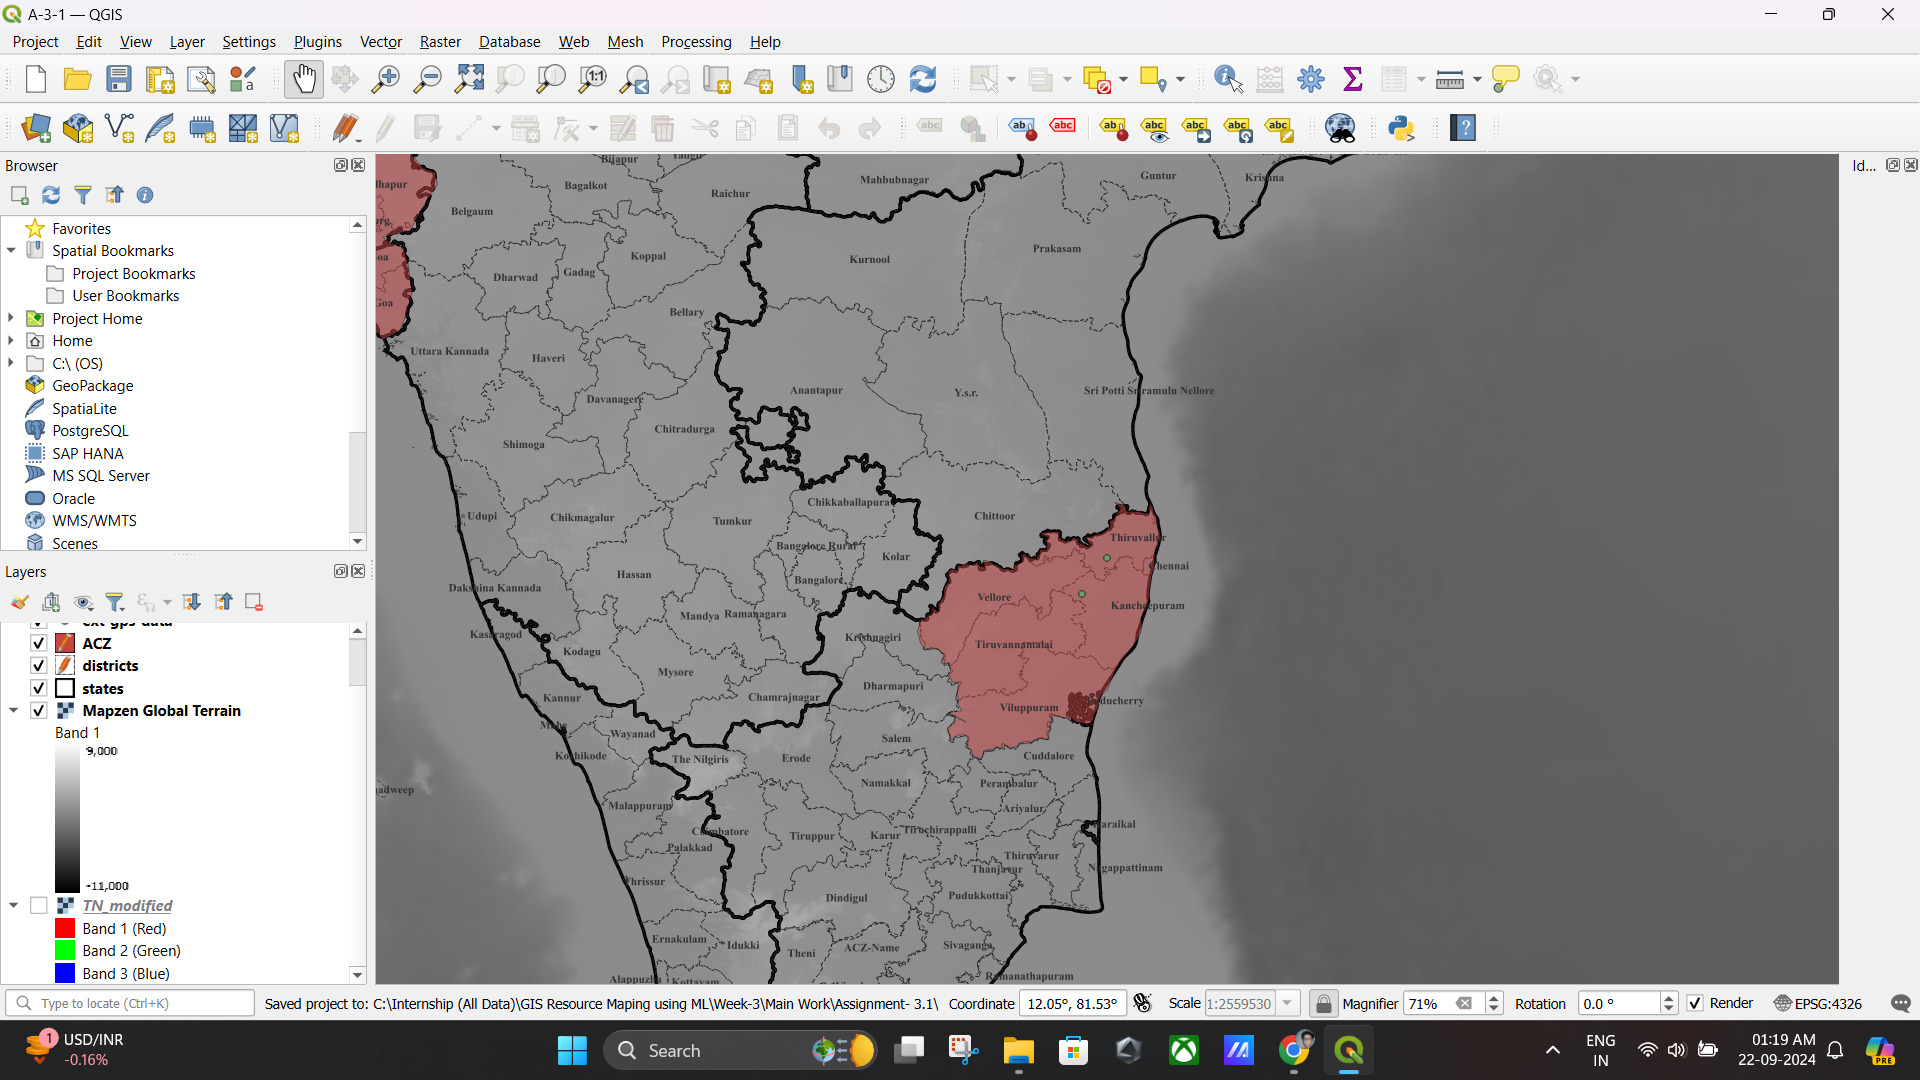 A-3-1 — QGIS
Project Edit View Layer Settings Plugins Vector Raster Database Web Mesh Processing Help
Browser
Id...
Favorites
Spatial Bookmarks
Project Bookmarks
User Bookmarks
Project Home
Home
C:\ (OS)
GeoPackage
SpatiaLite
PostgreSQL
SAP HANA
MS SQL Server
Oracle
WMS/WMTS
Scenes
Layers
ext-gps-data
ACZ
districts
states
Mapzen Global Terrain
Band 1
9,000
-11,000
TN_modified
Band 1 (Red)
Band 2 (Green)
Band 3 (Blue)
Bijapur
Yadgir
Bagalkot
Raichur
Mahbubnagar
Guntur
Krishna
Belgaum
Koppal
Gadag
Dharwad
Kurnool
Prakasam
Goa
Bellary
Uttara Kannada
Haveri
Davanagere
Anantapur
Y.s.r.
Sri Potti Sriramulu Nellore
Shimoga
Chitradurga
Udupi
Chikmagalur
Tumkur
Chikkaballapura
Chittoor
Bangalore Rural
Kolar
Bangalore
Thiruvallur
Chennai
Hassan
Dakshina Kannada
Mandya
Ramanagara
Vellore
Kancheepuram
Kasaragod
Kodagu
Krishnagiri
Tiruvannamalai
Mysore
Kannur
Chamrajnagar
Dharmapuri
Viluppuram
Puducherry
Mahe
Wayanad
Salem
Kozhikode
The Nilgiris
Erode
Cuddalore
Namakkal
Perambalur
Malappuram
Ariyalur
Coimbatore
Tiruppur
Karur
Tiruchirappalli
Karaikal
Palakkad
Thiruvarur
Thanjavur
Nagappattinam
Thrissur
Dindigul
Pudukkottai
Ernakulam
Idukki
Theni
ACZ-Name
Sivaganga
Ramanathapuram
Alappuzha
Kottayam
Type to locate (Ctrl+K)
Saved project to: C:\Internship (All Data)\GIS Resource Maping using ML\Week-3\Main Work\Assignment- 3.1\
Coordinate 12.05°, 81.53°
Scale 1:2559530
Magnifier 71%
Rotation 0.0 °
Render
EPSG:4326
1
USD/INR
-0.16%
Search
ENG
IN
01:19 AM
22-09-2024
PRE